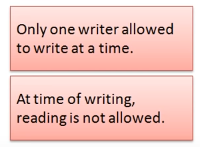 Only one writer allowed
to write at a time.
At time of writing,
reading is not allowed.